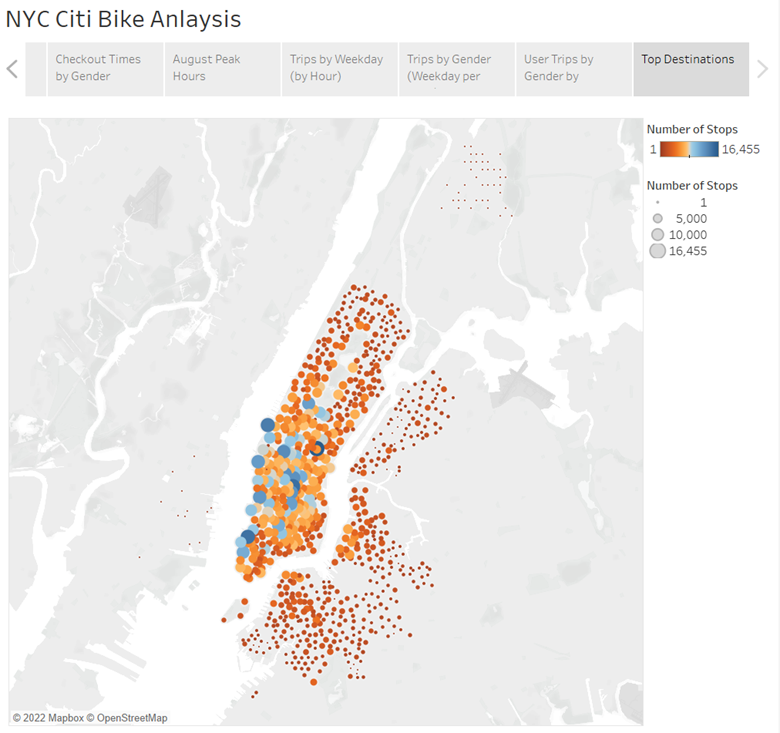 NYC Citi Bike Anlaysis
Checkout Times
by Gender
August Peak
Hours
Trips by Weekday
(by Hour)
Trips by Gender
(Weekday per
User Trips by
Gender by
Top Destinations
Number of Stops
1 16,455
Number of Stops
1
5,000
10,000
16,455
© 2022 Mapbox © OpenStreetMap